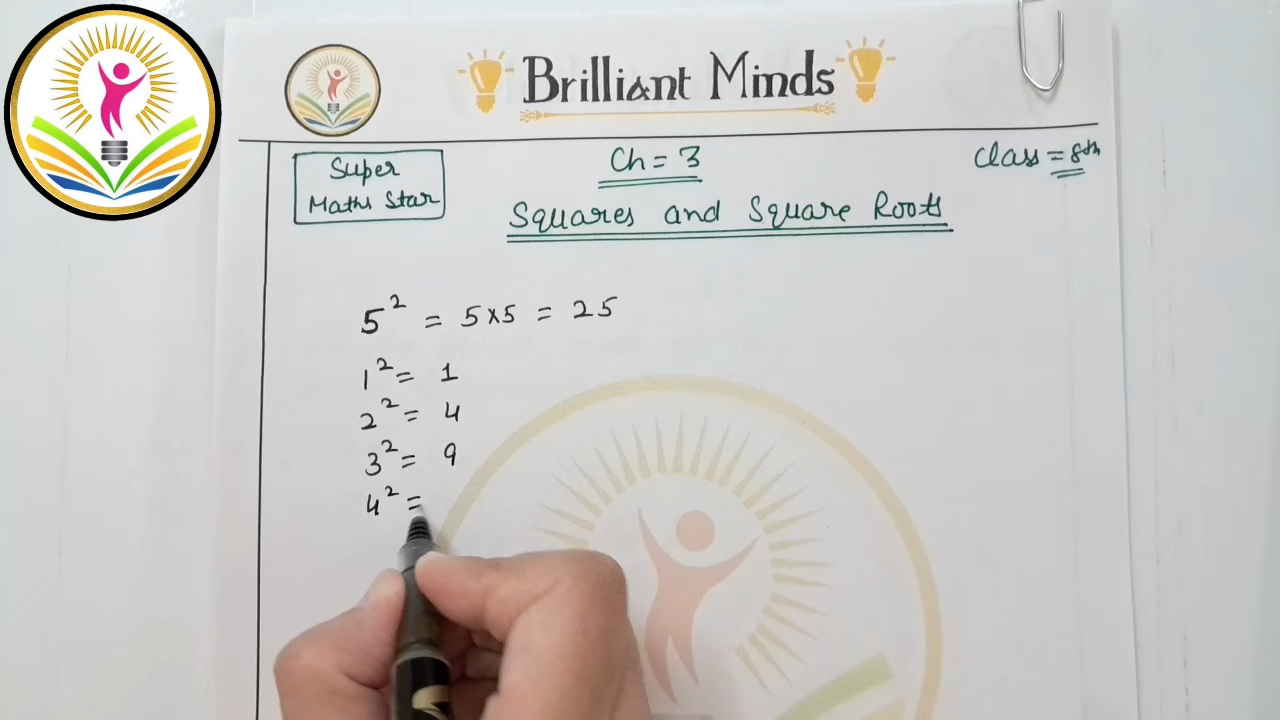 Brilliant Minds
Super
Maths Star
Ch = 3
Class = 8th
Squares and Square Roots
5² = 5×5 = 25
1² = 1
2² = 4
3² = 9
4² =